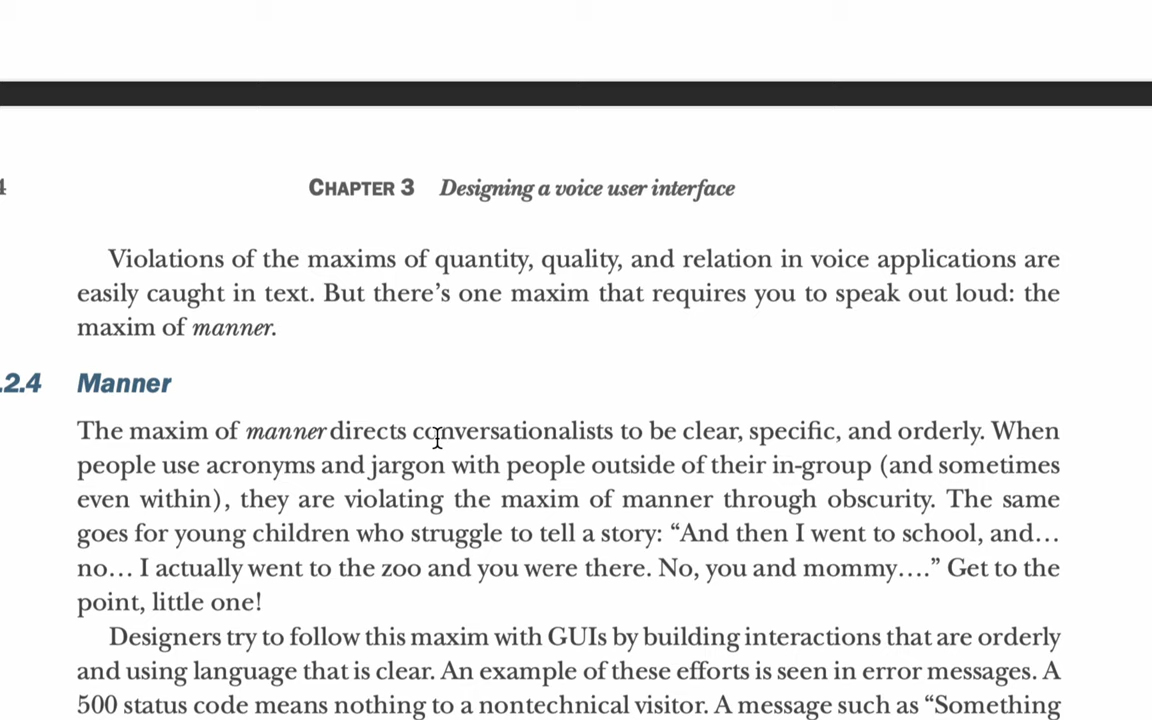 4 CHAPTER 3 Designing a voice user interface
Violations of the maxims of quantity, quality, and relation in voice applications are
easily caught in text. But there’s one maxim that requires you to speak out loud: the
maxim of manner.
.2.4 Manner
The maxim of manner directs conversationalists to be clear, specific, and orderly. When
people use acronyms and jargon with people outside of their in-group (and sometimes
even within), they are violating the maxim of manner through obscurity. The same
goes for young children who struggle to tell a story: “And then I went to school, and…
no… I actually went to the zoo and you were there. No, you and mommy….” Get to the
point, little one!
Designers try to follow this maxim with GUIs by building interactions that are orderly
and using language that is clear. An example of these efforts is seen in error messages. A
500 status code means nothing to a nontechnical visitor. A message such as “Something